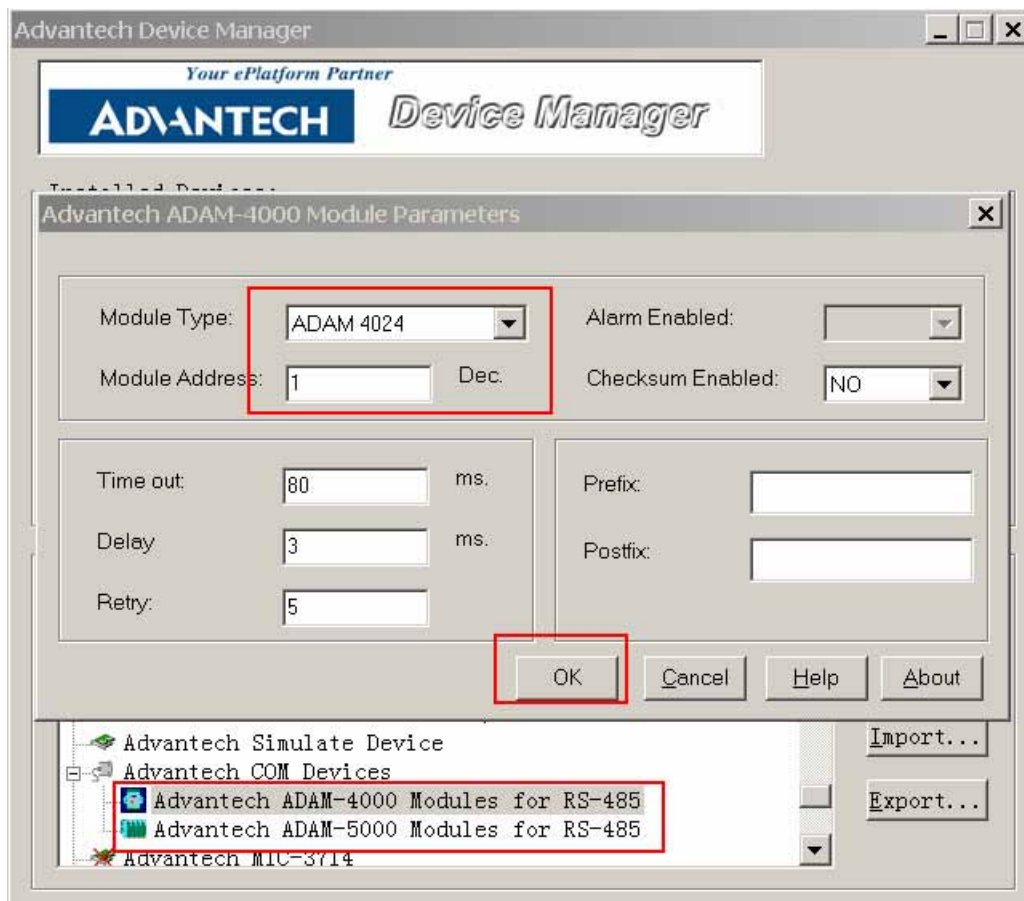 Advantech Device Manager
Your ePlatform Partner
ADVANTECH Device Manager
Installed Devices:
Advantech ADAM-4000 Module Parameters
Module Type: ADAM 4024 Alarm Enabled:
Module Address: 1 Dec. Checksum Enabled: NO
Time out: 80 ms. Prefix:
Delay 3 ms. Postfix:
Retry: 5
OK Cancel Help About
Advantech Simulate Device Import...
Advantech COM Devices
Advantech ADAM-4000 Modules for RS-485 Export...
Advantech ADAM-5000 Modules for RS-485
Advantech MIC-3714